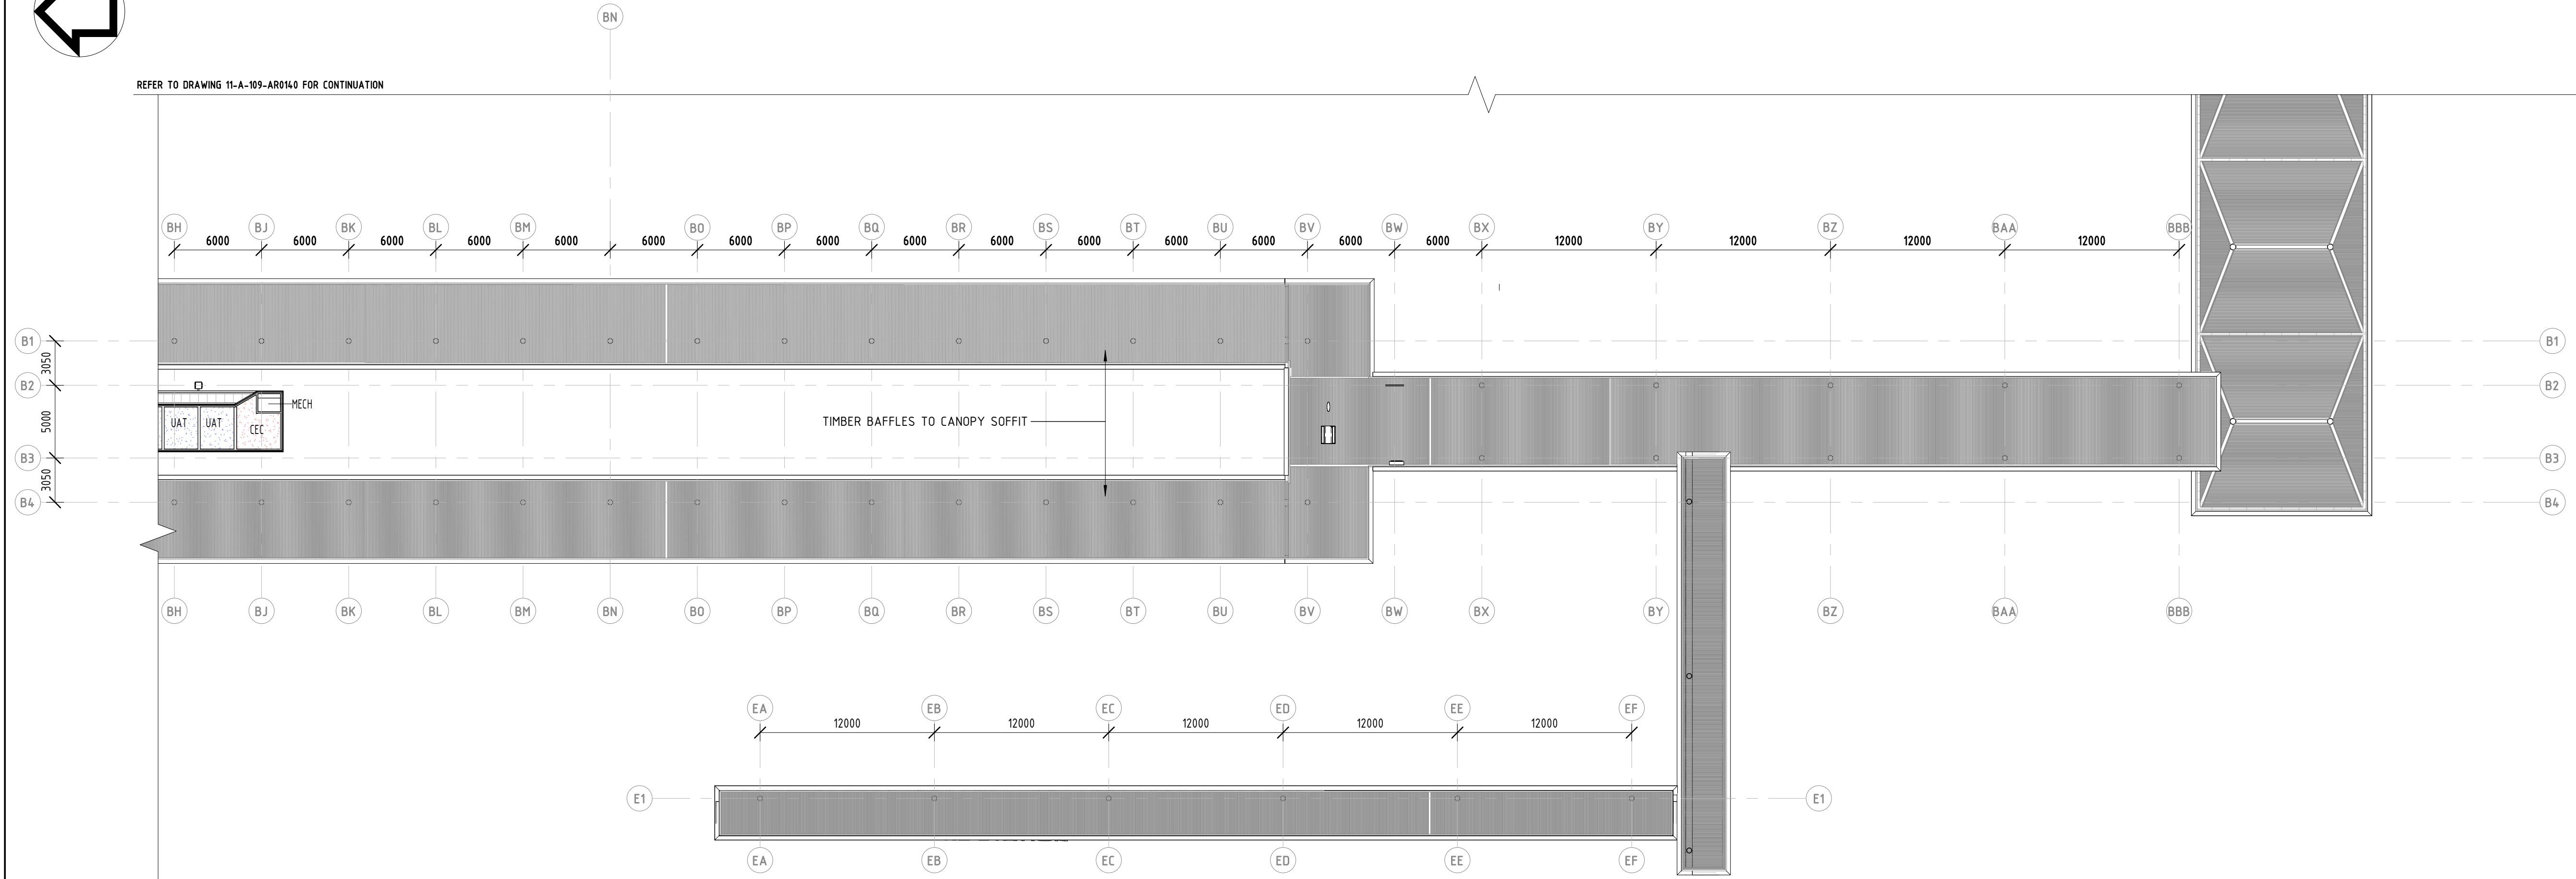 BN
REFER TO DRAWING 11-A-109-AR0140 FOR CONTINUATION
BH BJ BK BL BM BO BP BQ BR BS BT BU BV BW BX BY BZ BAA BBB
6000 6000 6000 6000 6000 6000 6000 6000 6000 6000 6000 6000 6000 6000 6000 12000 12000 12000 12000
B1 B1
3050
B2 B2
MECH
5000 UAT UAT CEC TIMBER BAFFLES TO CANOPY SOFFIT
B3 B3
3050
B4 B4
BH BJ BK BL BM BN BO BP BQ BR BS BT BU BV BW BX BY BZ BAA BBB
EA EB EC ED EE EF
12000 12000 12000 12000 12000
E1 E1
EA EB EC ED EE EF